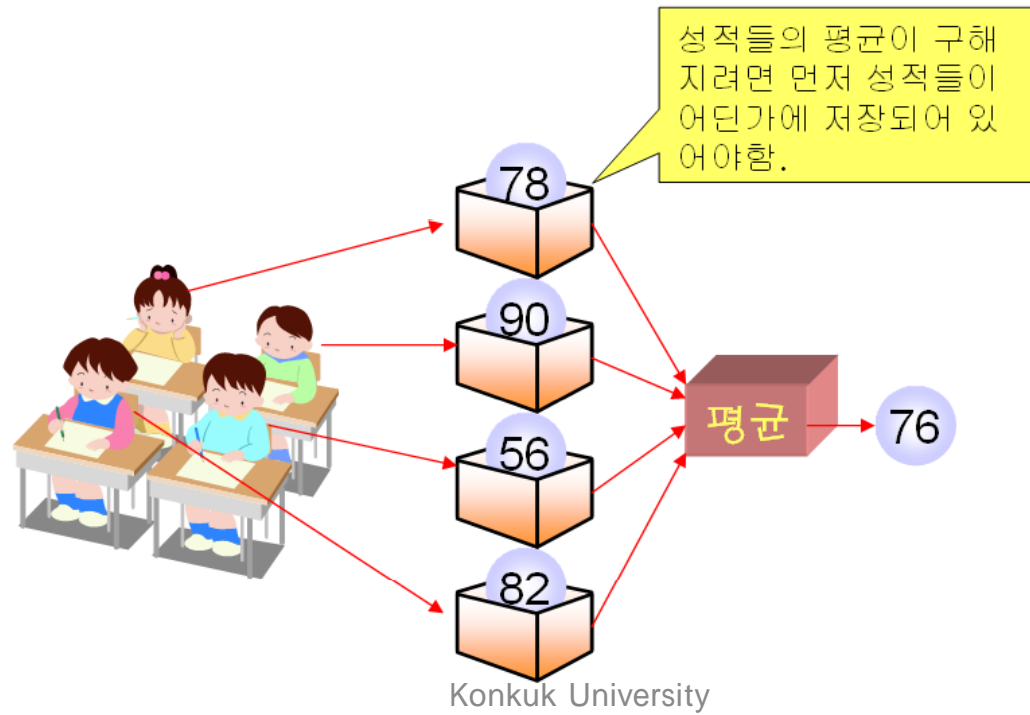 성적들의 평균이 구해
지려면 먼저 성적들이
어딘가에 저장되어 있
어야함.
78
90
56
82
평균
76
Konkuk University